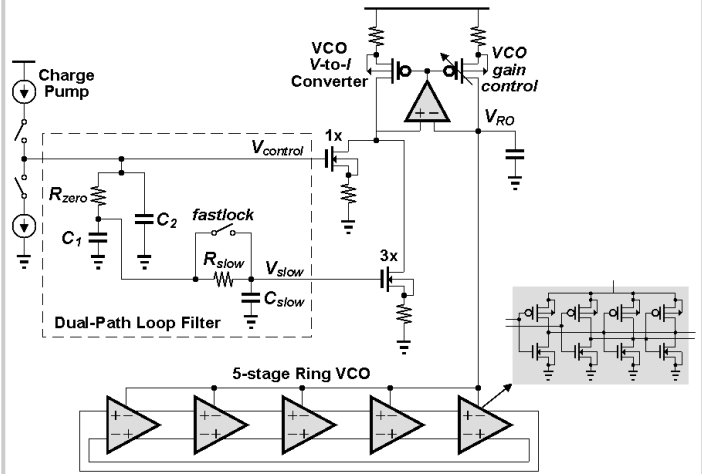 VCO
V-to-I
Converter
VCO
gain
control
Charge
Pump
+ −
V_RO
1x
V_control
R_zero
C_1
C_2
fastlock
R_slow
V_slow
C_slow
3x
Dual-Path Loop Filter
5-stage Ring VCO
+ − + − + − + − + −
− + − + − + − + − +